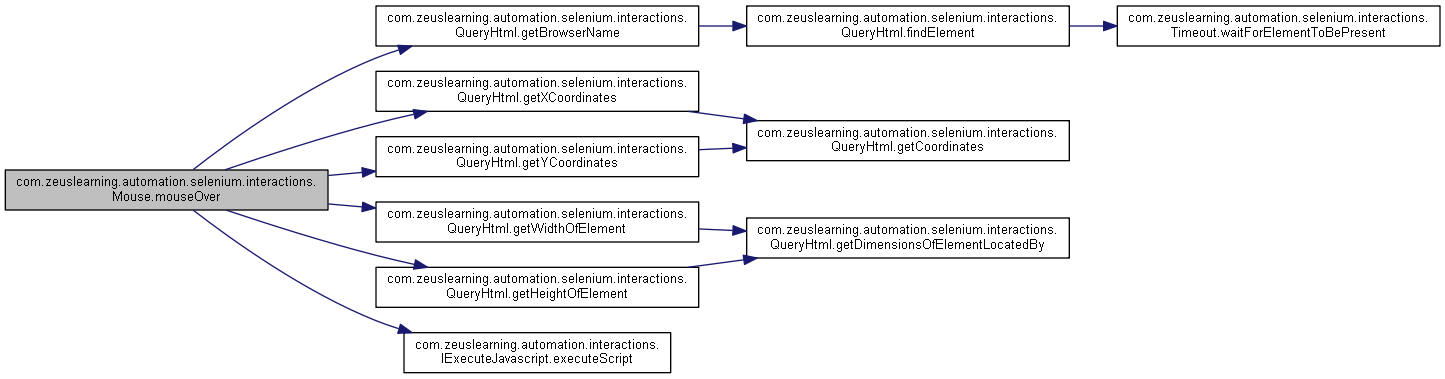 com.zeuslearning.automation.selenium.interactions.
Mouse.mouseOver
com.zeuslearning.automation.selenium.interactions.
QueryHtml.getBrowserName
com.zeuslearning.automation.selenium.interactions.
QueryHtml.findElement
com.zeuslearning.automation.selenium.interactions.
Timeout.waitForElementToBePresent
com.zeuslearning.automation.selenium.interactions.
QueryHtml.getXCoordinates
com.zeuslearning.automation.selenium.interactions.
QueryHtml.getCoordinates
com.zeuslearning.automation.selenium.interactions.
QueryHtml.getYCoordinates
com.zeuslearning.automation.selenium.interactions.
QueryHtml.getWidthOfElement
com.zeuslearning.automation.selenium.interactions.
QueryHtml.getDimensionsOfElementLocatedBy
com.zeuslearning.automation.selenium.interactions.
QueryHtml.getHeightOfElement
com.zeuslearning.automation.interactions.
IExecuteJavascript.executeScript